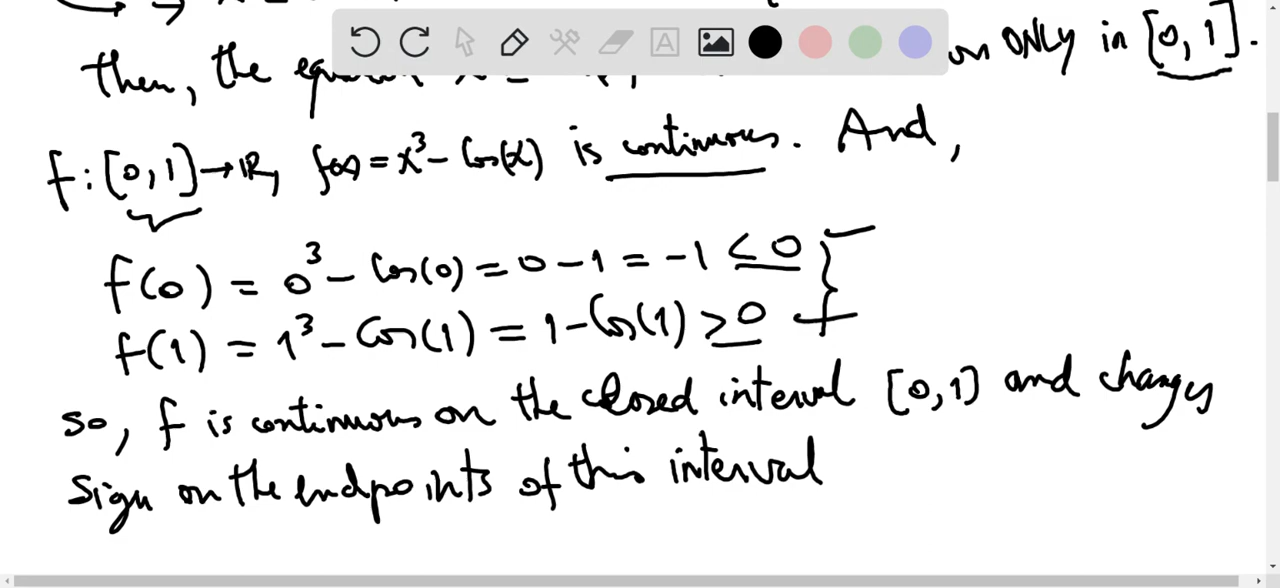 then, the on ONLY in [0, 1].
f : [0, 1] → ℝ, f(x) = x³ − Cos(x) is continuous. And,
f(0) = 0³ − Cos(0) = 0 − 1 = −1 ≤ 0
f(1) = 1³ − Cos(1) = 1 − Cos(1) ≥ 0
so, f is continuous on the closed interval [0, 1] and changes
sign on the endpoints of this interval